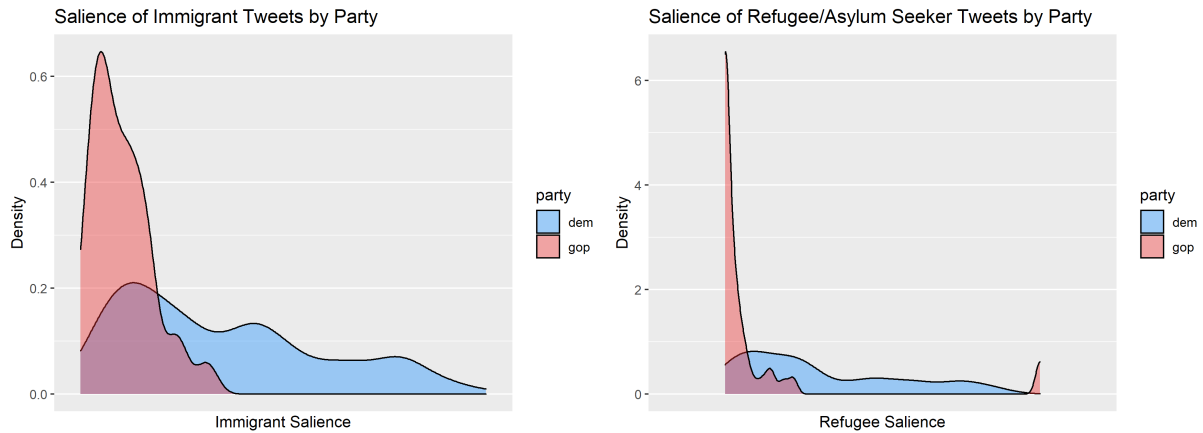 Salience of Immigrant Tweets by Party
Density
0.6
0.4
0.2
0.0
Immigrant Salience
party
dem
gop
Salience of Refugee/Asylum Seeker Tweets by Party
Density
6
4
2
0
Refugee Salience
party
dem
gop